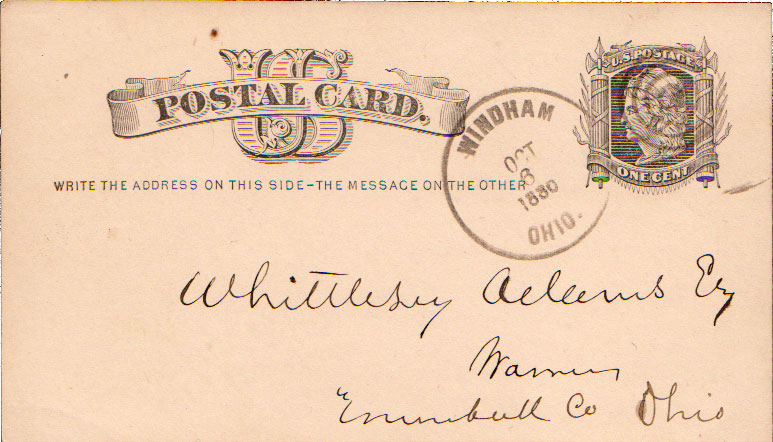 US
POSTAL CARD.
U.S. POSTAGE
ONE CENT
WRITE THE ADDRESS ON THIS SIDE-THE MESSAGE ON THE OTHER
WINDHAM
OCT
8
1880
OHIO.
Whittlesey Adams Esq
Warren
Trumbull Co Ohio